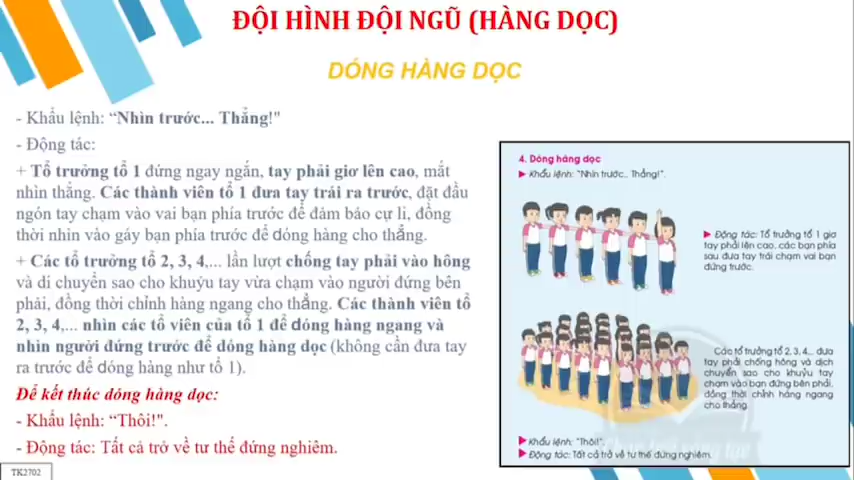 ĐỘI HÌNH ĐỘI NGŨ (HÀNG DỌC)
DÓNG HÀNG DỌC
- Khẩu lệnh: “Nhìn trước... Thẳng!"
- Động tác:
+ Tổ trưởng tổ 1 đứng ngay ngắn, tay phải giơ lên cao, mắt
nhìn thẳng. Các thành viên tổ 1 đưa tay trái ra trước, đặt đầu
ngón tay chạm vào vai bạn phía trước để đảm bảo cự li, đồng
thời nhìn vào gáy bạn phía trước để dóng hàng cho thẳng.
+ Các tổ trưởng tổ 2, 3, 4,... lần lượt chống tay phải vào hông
và di chuyển sao cho khuỷu tay vừa chạm vào người đứng bên
phải, đồng thời chỉnh hàng ngang cho thẳng. Các thành viên tổ
2, 3, 4,... nhìn các tổ viên của tổ 1 để dóng hàng ngang và
nhìn người đứng trước để dóng hàng dọc (không cần đưa tay
ra trước để dóng hàng như tổ 1).
Để kết thúc dóng hàng dọc:
- Khẩu lệnh: “Thôi!".
- Động tác: Tất cả trở về tư thế đứng nghiêm.
TK2702
4. Dóng hàng dọc
Khẩu lệnh: "Nhìn trước... Thẳng!".
Động tác: Tổ trưởng tổ 1 giơ
tay phải lên cao, các bạn phía
sau đưa tay trái chạm vai bạn
đứng trước.
Các tổ trưởng tổ 2, 3, 4,... đưa
tay phải chống hông và dịch
chuyển sao cho khuỷu tay
chạm vào bạn đứng bên phải,
đồng thời chỉnh hàng ngang
cho thẳng.
Khẩu lệnh: "Thôi!".
Động tác: Tất cả trở về tư thế đứng nghiêm.